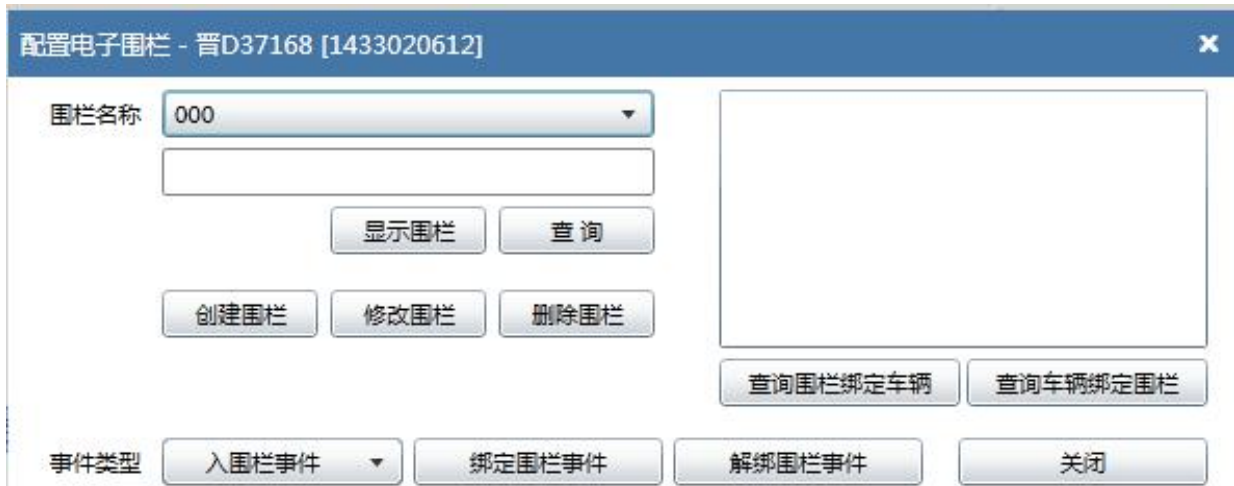 配置电子围栏 - 晋D37168 [1433020612]
围栏名称 000
显示围栏 查 询
创建围栏 修改围栏 删除围栏
查询围栏绑定车辆 查询车辆绑定围栏
事件类型 入围栏事件 绑定围栏事件 解绑围栏事件 关闭